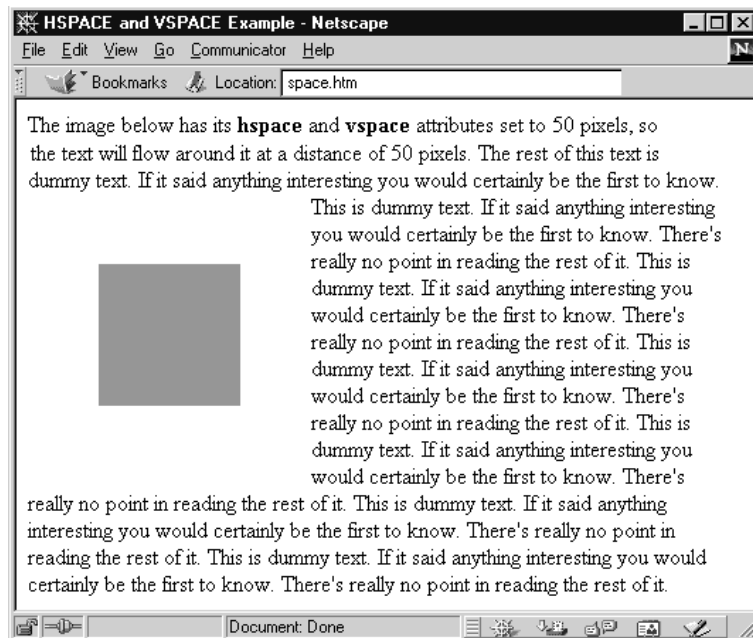 HSPACE and VSPACE Example - Netscape
File Edit View Go Communicator Help
N
Bookmarks Location: space.htm
The image below has its hspace and vspace attributes set to 50 pixels, so
the text will flow around it at a distance of 50 pixels. The rest of this text is
dummy text. If it said anything interesting you would certainly be the first to know.
This is dummy text. If it said anything interesting
you would certainly be the first to know. There's
really no point in reading the rest of it. This is
dummy text. If it said anything interesting you
would certainly be the first to know. There's
really no point in reading the rest of it. This is
dummy text. If it said anything interesting you
would certainly be the first to know. There's
really no point in reading the rest of it. This is
dummy text. If it said anything interesting you
would certainly be the first to know. There's
really no point in reading the rest of it. This is dummy text. If it said anything
interesting you would certainly be the first to know. There's really no point in
reading the rest of it. This is dummy text. If it said anything interesting you would
certainly be the first to know. There's really no point in reading the rest of it.
Document: Done